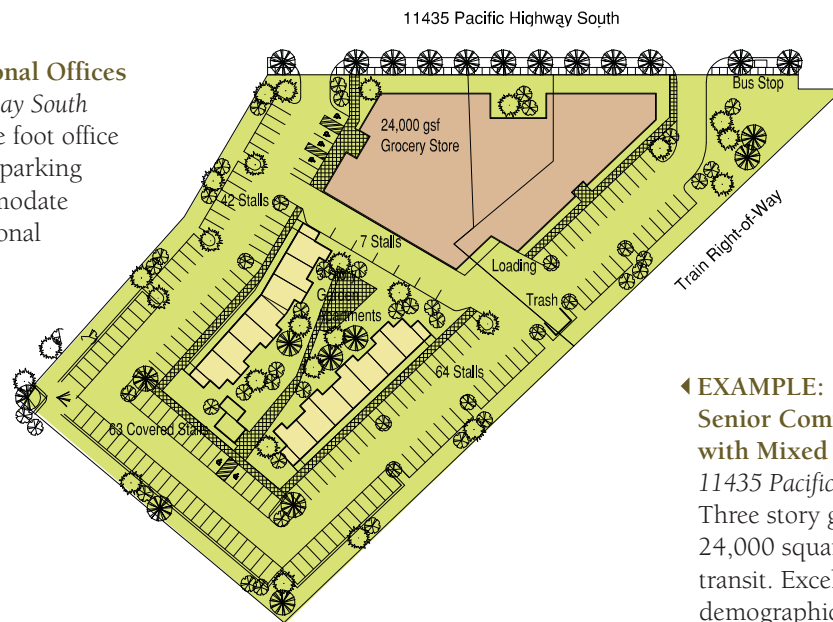 11435 Pacific Highway South
onal Offices
ay South
e foot office
parking
modate
onal
Bus Stop
24,000 gsf
Grocery Store
42 Stalls
7 Stalls
Loading
Trash
Train Right-of-Way
64 Stalls
63 Covered Stalls
EXAMPLE:
Senior Com
with Mixed
11435 Pacific
Three story g
24,000 squar
transit. Excel
demographic